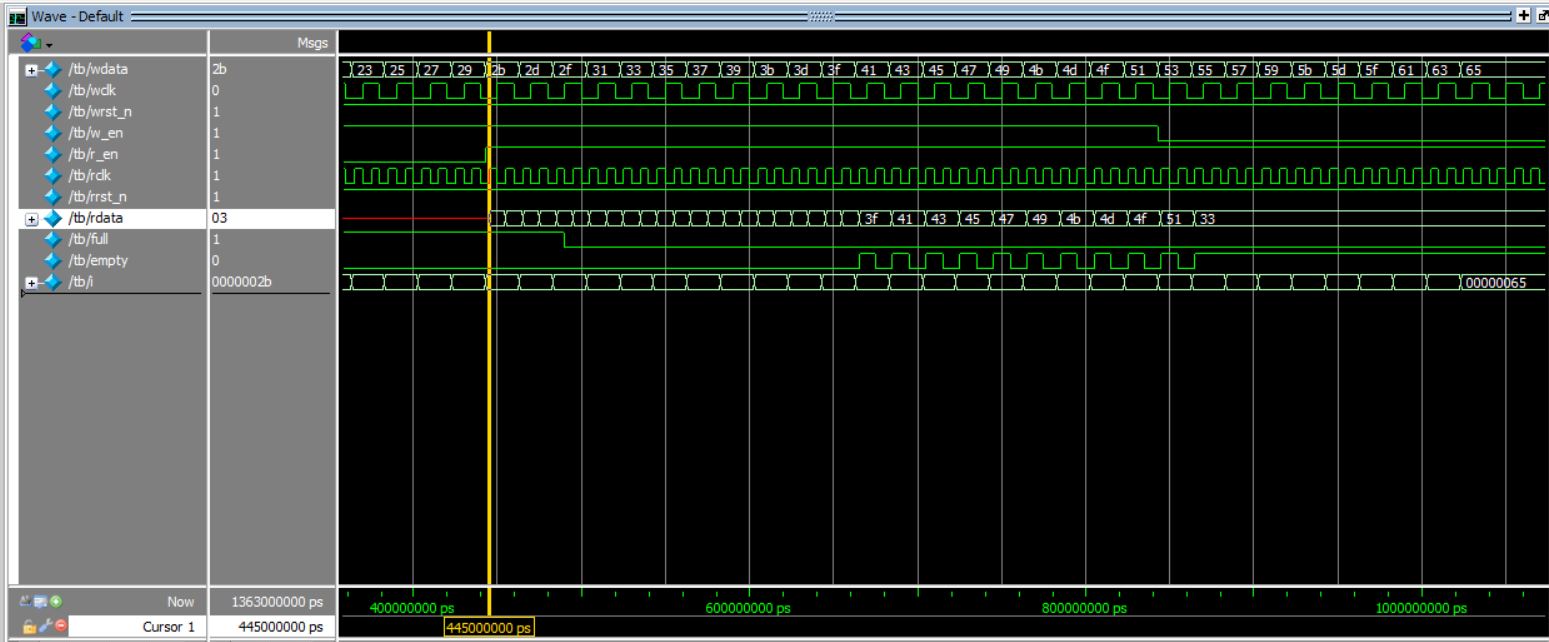 Wave - Default
Msgs
/tb/wdata 2b 23 25 27 29 2b 2d 2f 31 33 35 37 39 3b 3d 3f 41 43 45 47 49 4b 4d 4f 51 53 55 57 59 5b 5d 5f 61 63 65
/tb/wclk 0
/tb/wrst_n 1
/tb/w_en 1
/tb/r_en 1
/tb/rclk 1
/tb/rrst_n 1
/tb/rdata 03 3f 41 43 45 47 49 4b 4d 4f 51 33
/tb/full 1
/tb/empty 0
/tb/i 0000002b 00000065
Now 1363000000 ps 400000000 ps 600000000 ps 800000000 ps 1000000000 ps
Cursor 1 445000000 ps 445000000 ps